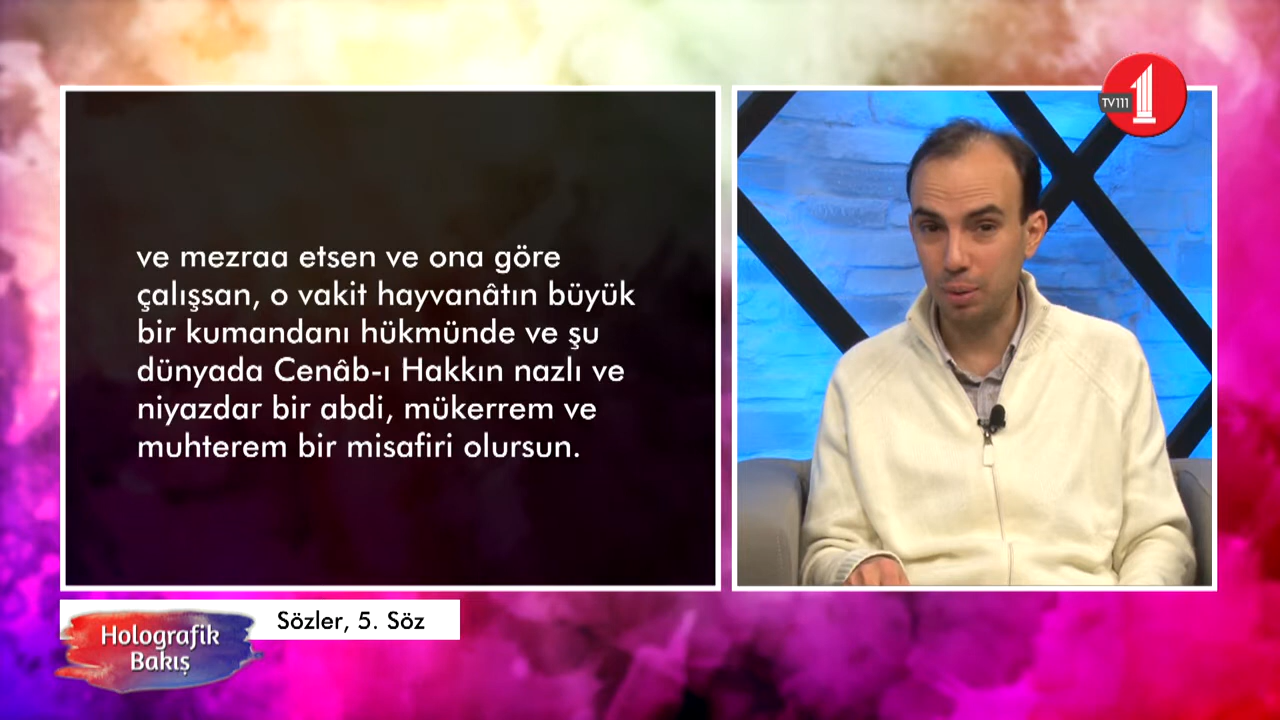 TV111
1
ve mezraa etsen ve ona göre
çalışsan, o vakit hayvanâtın büyük
bir kumandanı hükmünde ve şu
dünyada Cenâb-ı Hakkın nazlı ve
niyazdar bir abdi, mükerrem ve
muhterem bir misafiri olursun.
Sözler, 5. Söz
Holografik
Bakış